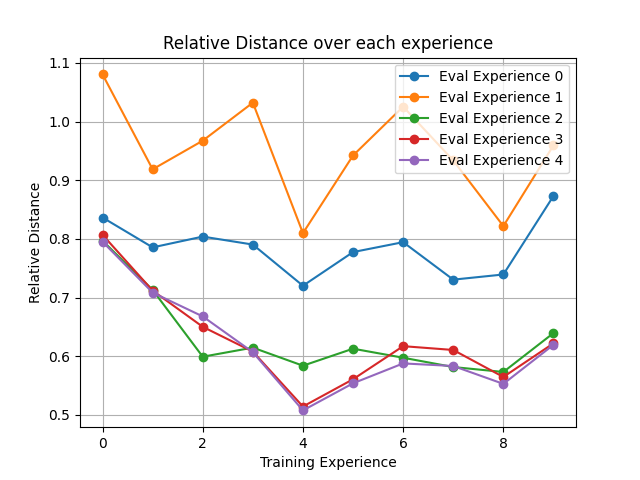 Relative Distance over each experience
Relative Distance
1.1
1.0
0.9
0.8
0.7
0.6
0.5
Eval Experience 0
Eval Experience 1
Eval Experience 2
Eval Experience 3
Eval Experience 4
0 2 4 6 8
Training Experience